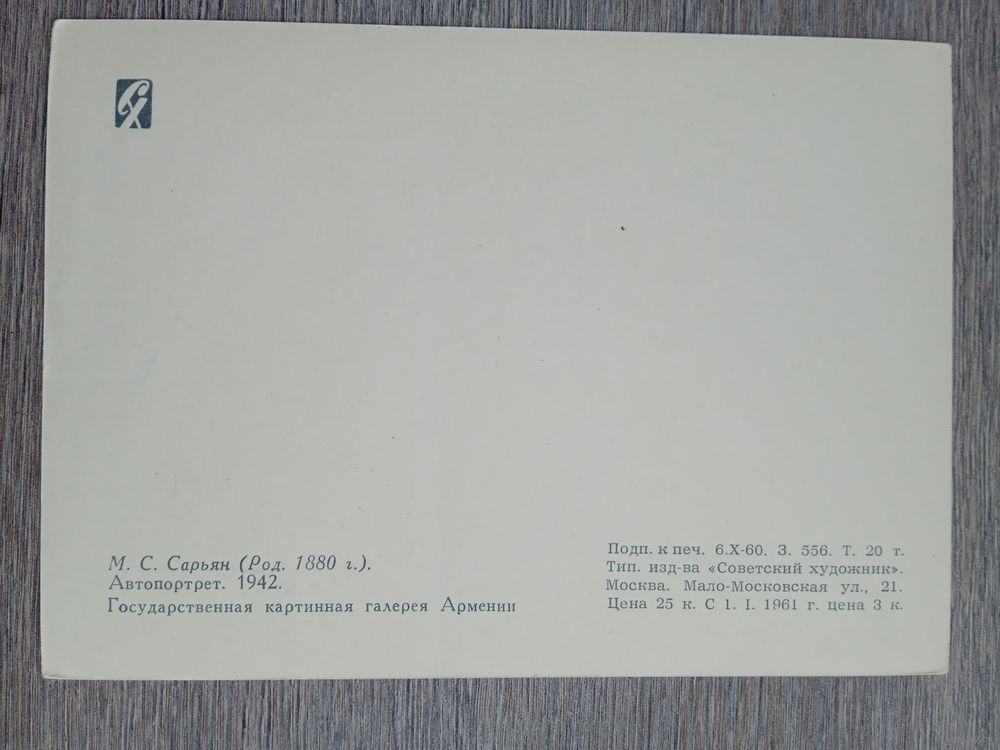 СХ
М. С. Сарьян (Род. 1880 г.).
Автопортрет. 1942.
Государственная картинная галерея Армении
Подп. к печ. 6.X-60. З. 556. Т. 20 т.
Тип. изд-ва «Советский художник».
Москва. Мало-Московская ул., 21.
Цена 25 к. С 1. I. 1961 г. цена 3 к.